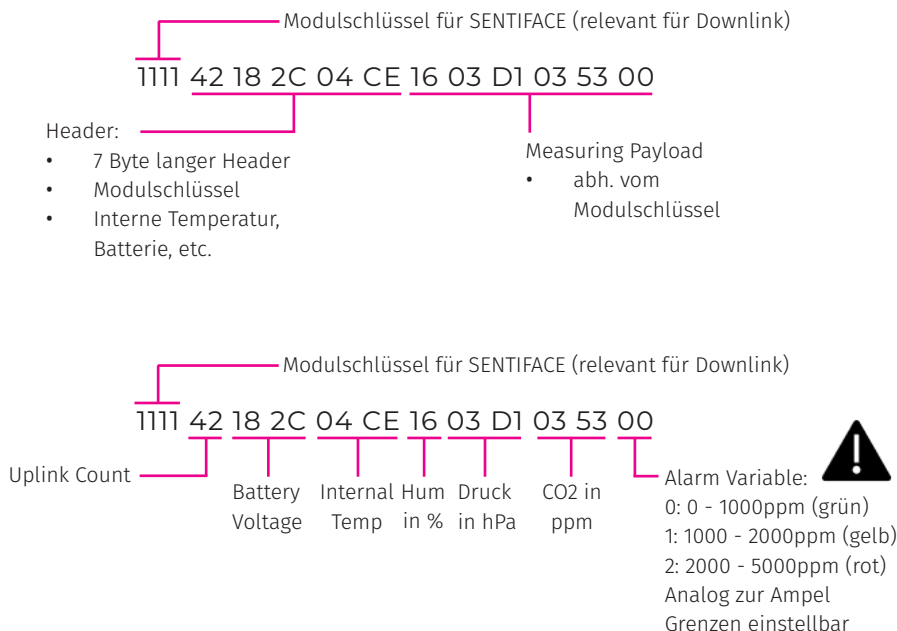 Modulschlüssel für SENTIFACE (relevant für Downlink)
1111 42 18 2C 04 CE 16 03 D1 03 53 00
Header:
• 7 Byte langer Header
• Modulschlüssel
• Interne Temperatur,
Batterie, etc.
Measuring Payload
• abh. vom
Modulschlüssel
Modulschlüssel für SENTIFACE (relevant für Downlink)
1111 42 18 2C 04 CE 16 03 D1 03 53 00
Uplink Count
Battery
Voltage
Internal
Temp
Hum
in %
Druck
in hPa
CO2 in
ppm
Alarm Variable:
0: 0 - 1000ppm (grün)
1: 1000 - 2000ppm (gelb)
2: 2000 - 5000ppm (rot)
Analog zur Ampel
Grenzen einstellbar